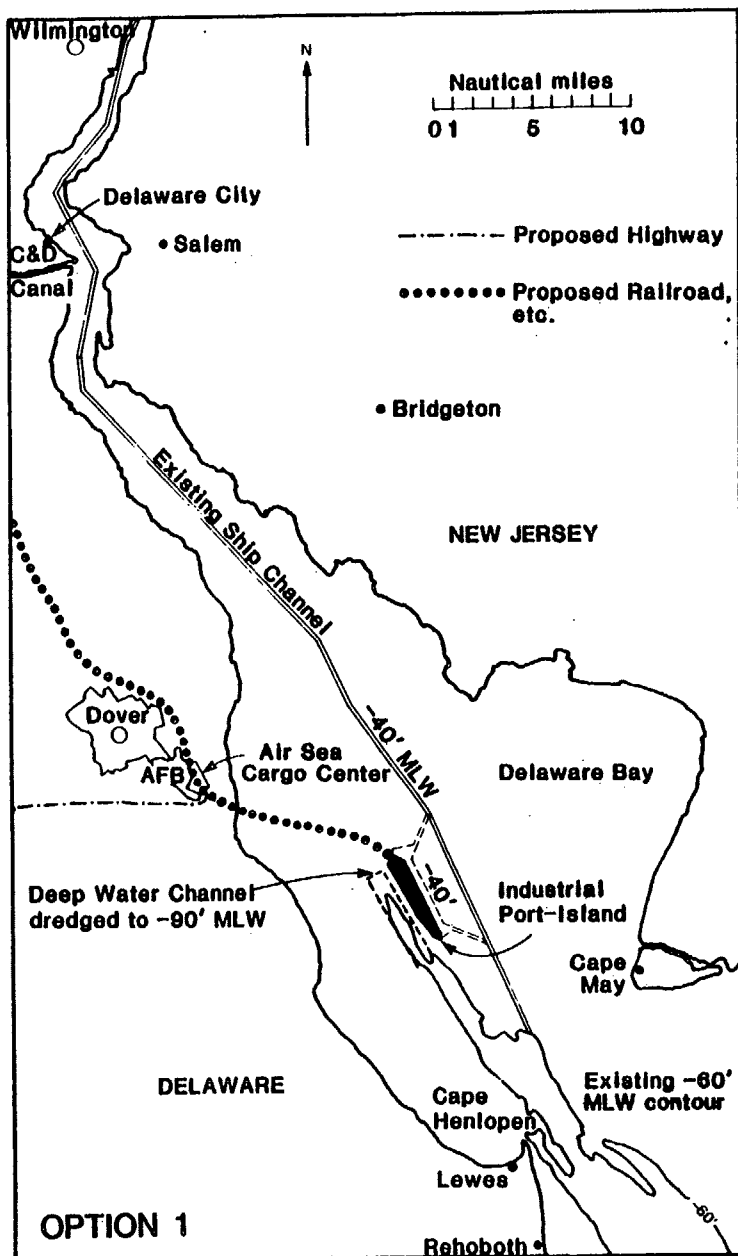 Wilmington
N
Nautical miles
0 1 5 10
Delaware City
Salem
Proposed Highway
C&D
Canal
Proposed Railroad,
etc.
Bridgeton
Existing Ship Channel
NEW JERSEY
-40' MLW
Dover
AFB
Air Sea
Cargo Center
Delaware Bay
-40'
Deep Water Channel
dredged to -90' MLW
Industrial
Port-Island
Cape
May
DELAWARE
Cape
Henlopen
Existing -60'
MLW contour
Lewes
-60'
OPTION 1
Rehoboth